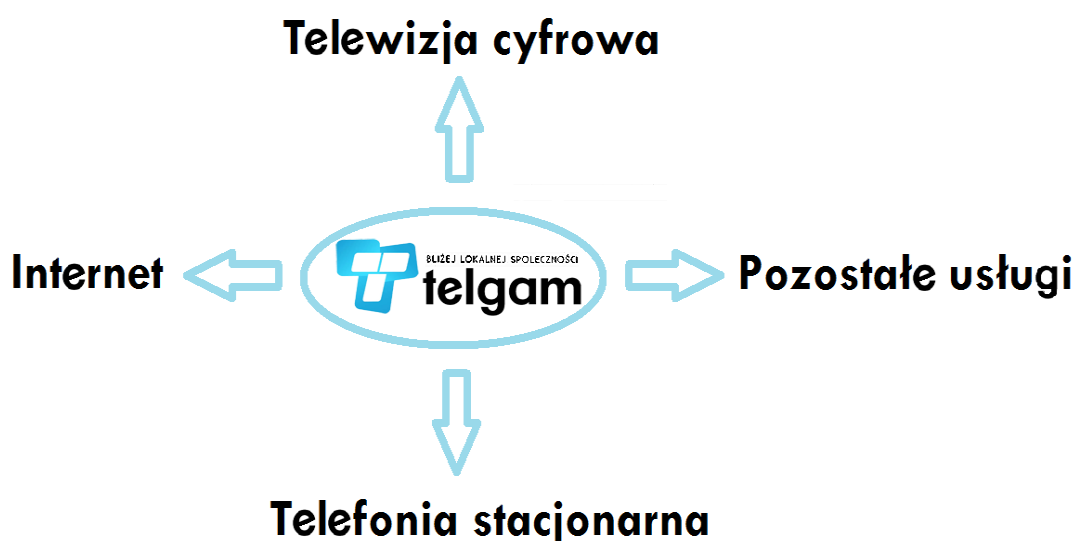 Telewizja cyfrowa
Internet
BLIŻEJ LOKALNEJ SPOŁECZNOŚCI
telgam
Pozostałe usługi
Telefonia stacjonarna